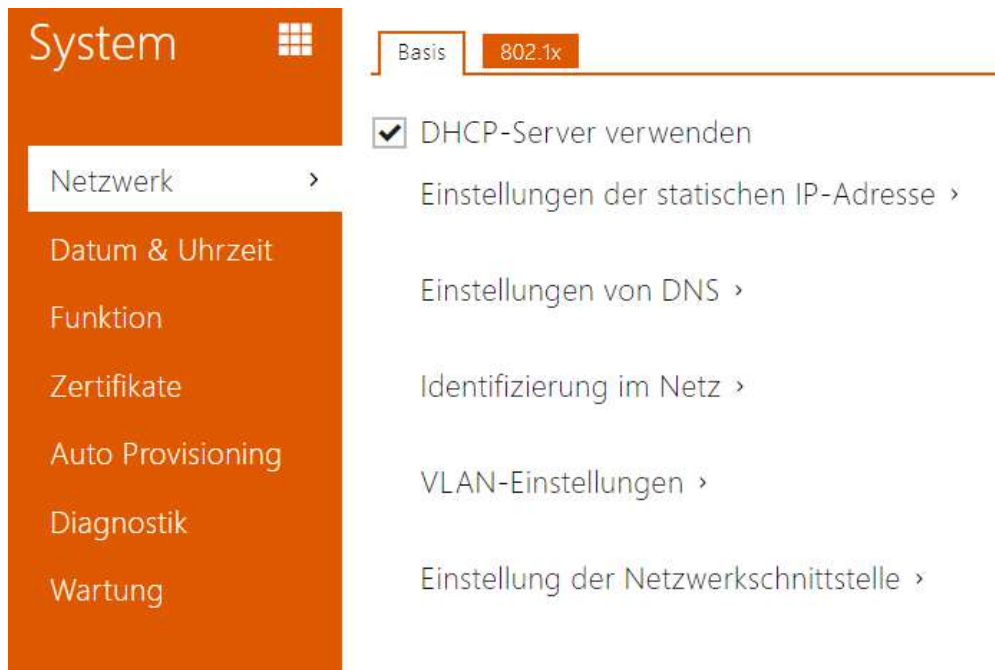 System
Netzwerk
Datum & Uhrzeit
Funktion
Zertifikate
Auto Provisioning
Diagnostik
Wartung
Basis
802.1x
DHCP-Server verwenden
Einstellungen der statischen IP-Adresse
Einstellungen von DNS
Identifizierung im Netz
VLAN-Einstellungen
Einstellung der Netzwerkschnittstelle